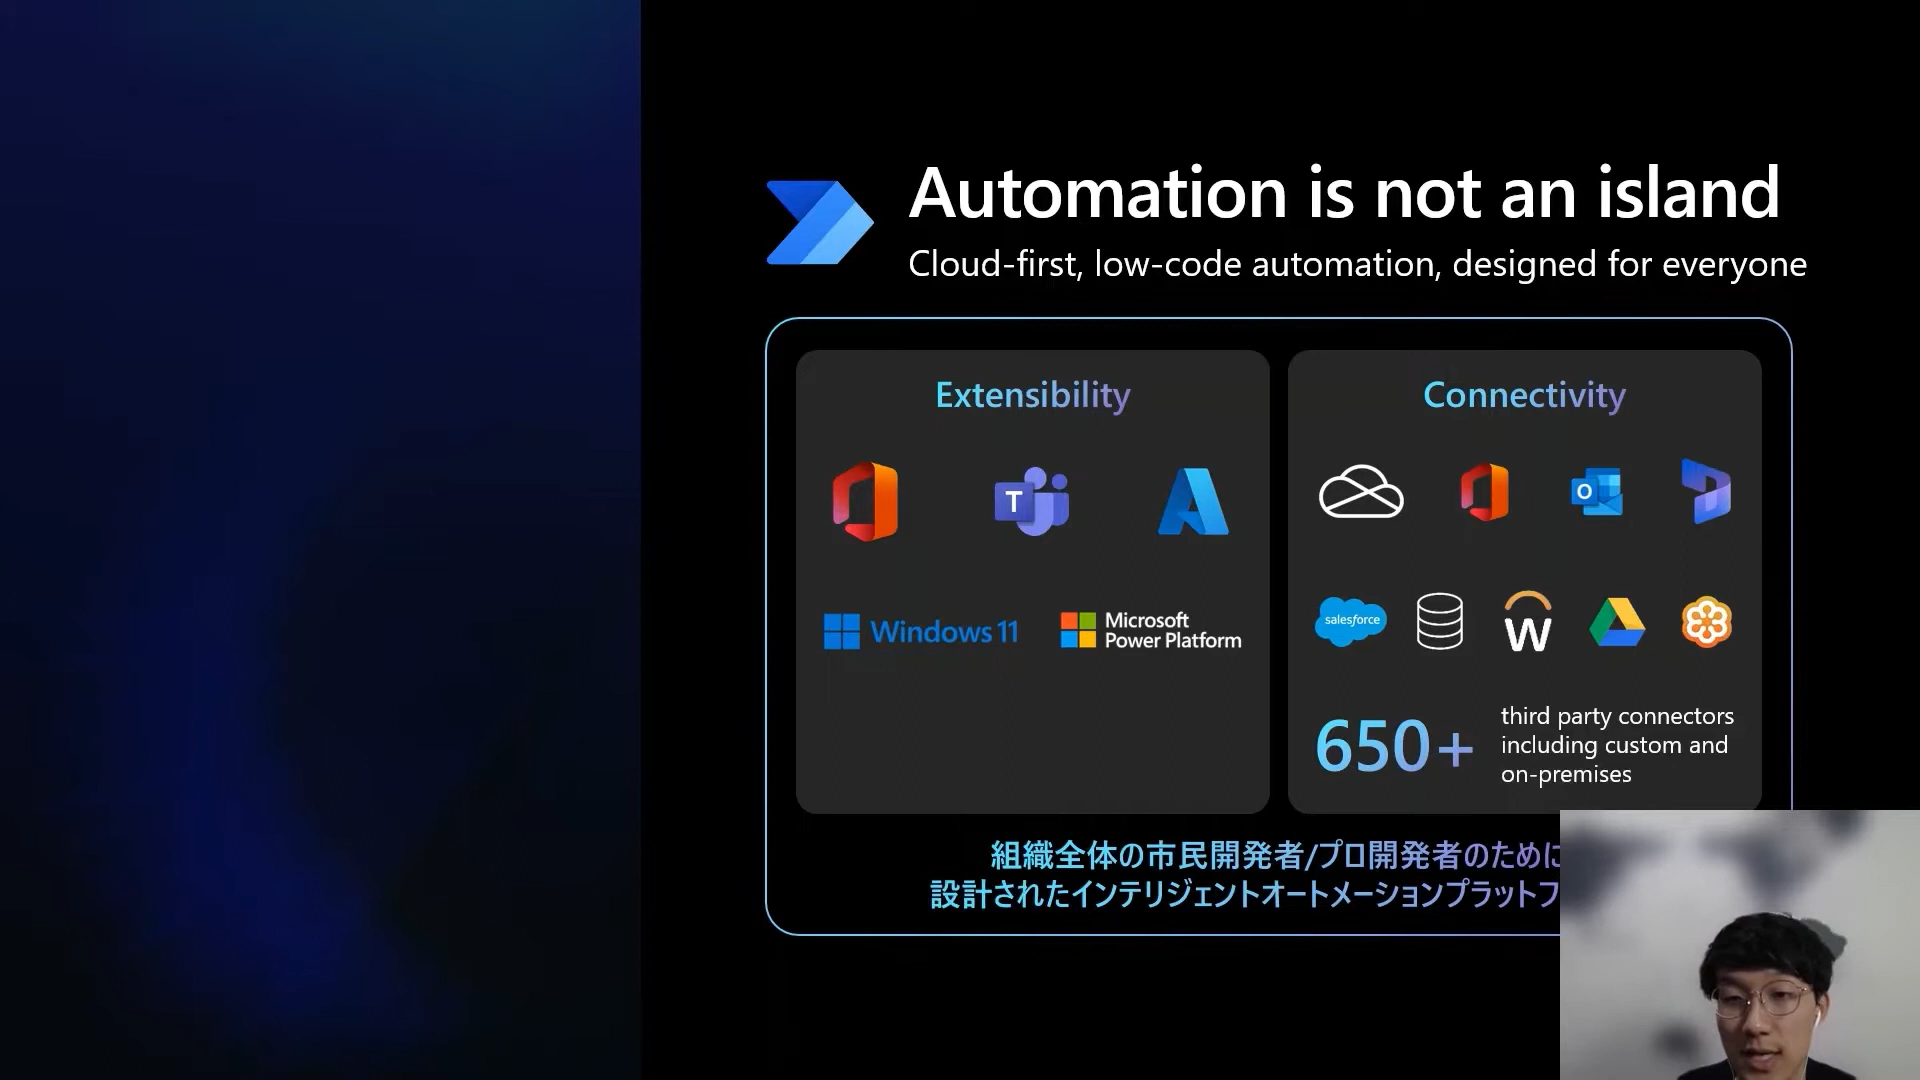 Automation is not an island
Cloud-first, low-code automation, designed for everyone
Extensibility
T
Windows 11
Microsoft
Power Platform
Connectivity
O
salesforce
W
650+
third party connectors
including custom and
on-premises
組織全体の市民開発者/プロ開発者のために
設計されたインテリジェントオートメーションプラットフ